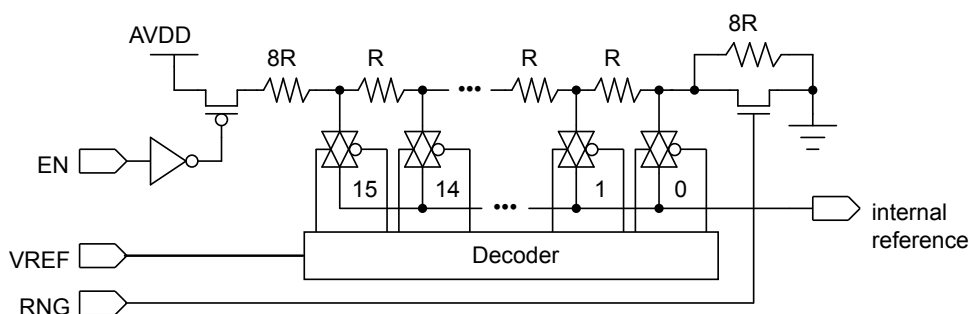 8R
AVDD
8R R ••• R R
EN
15 14 1 0
•••
internal
reference
VREF
Decoder
RNG